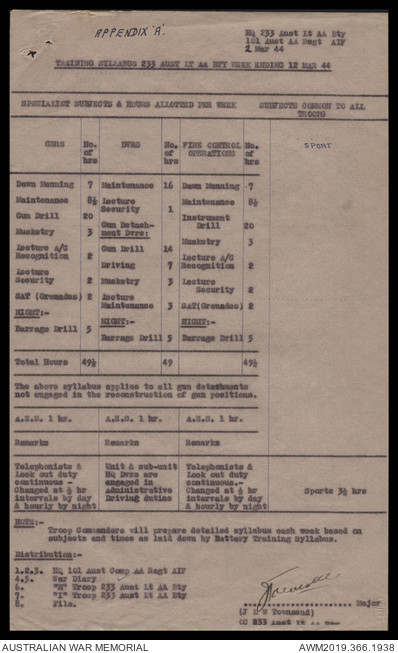 APPENDIX 'A'.
HQ 233 Aust Lt AA Bty
101 Aust AA Regt AIF
2 Mar 44
TRAINING SYLLABUS 233 AUST LT AA BTY WEEK ENDING 12 MAR 44
SPECIALIST SUBJECTS & HOURS ALLOTTED PER WEEK SUBJECTS COMMON TO ALL
TROOPS
GNRS No. of hrs DVRS No. of hrs FIRE CONTROL OPERATIONS No. of hrs SPORT
Dawn Manning 7 Maintenance 16 Dawn Manning 7
Maintenance 8½ Lecture Security 1 Maintenance 8½
Gun Drill 20 Gun Detach-
ment Dvrs: Instrument Drill 20
Musketry 3 Gun Drill 14 Musketry 3
Lecture A/C Recognition 2 Driving 7 Lecture A/C Recognition 2
Lecture Security 2 Musketry 3 Lecture Security 2
SAT (Grenades) 2 Lecture Maintenance 3 SAT(Grenades) 2
NIGHT:- NIGHT:- NIGHT:-
Barrage Drill 5 Barrage Drill 5 Barrage Drill 5
Total Hours 49½ 49 49½
The above syllabus applies to all gun detachments
not engaged in the reconstruction of gun positions.
A.E.S. 1 hr. A.E.S. 1 hr. A.E.S. 1 hr.
Remarks Remarks Remarks
Telephonists & Unit & sub-unit Telephonists &
Look out duty HQ Dvrs are Look out duty
continuous - engaged in continuous.-
Changed at ½ hr Administrative Changed at ½ hr Sports 3½ hrs
intervals by day Driving duties intervals by day
& hourly by night & hourly by night
NOTE:-
Troop Commanders will prepare detailed syllabus each week based on
subjects and times as laid down by Battery Training Syllabus.
Distribution:-
1.2.3. HQ 101 Aust Comp AA Regt AIF
4.5. War Diary
6. "H" Troop 233 Aust Lt AA Bty
7. "I" Troop 233 Aust Lt AA Bty
8. File.
Major
Townsend)
OC 233 Aust Lt AA Bty
AUSTRALIAN WAR MEMORIAL
AWM2019.366.1938